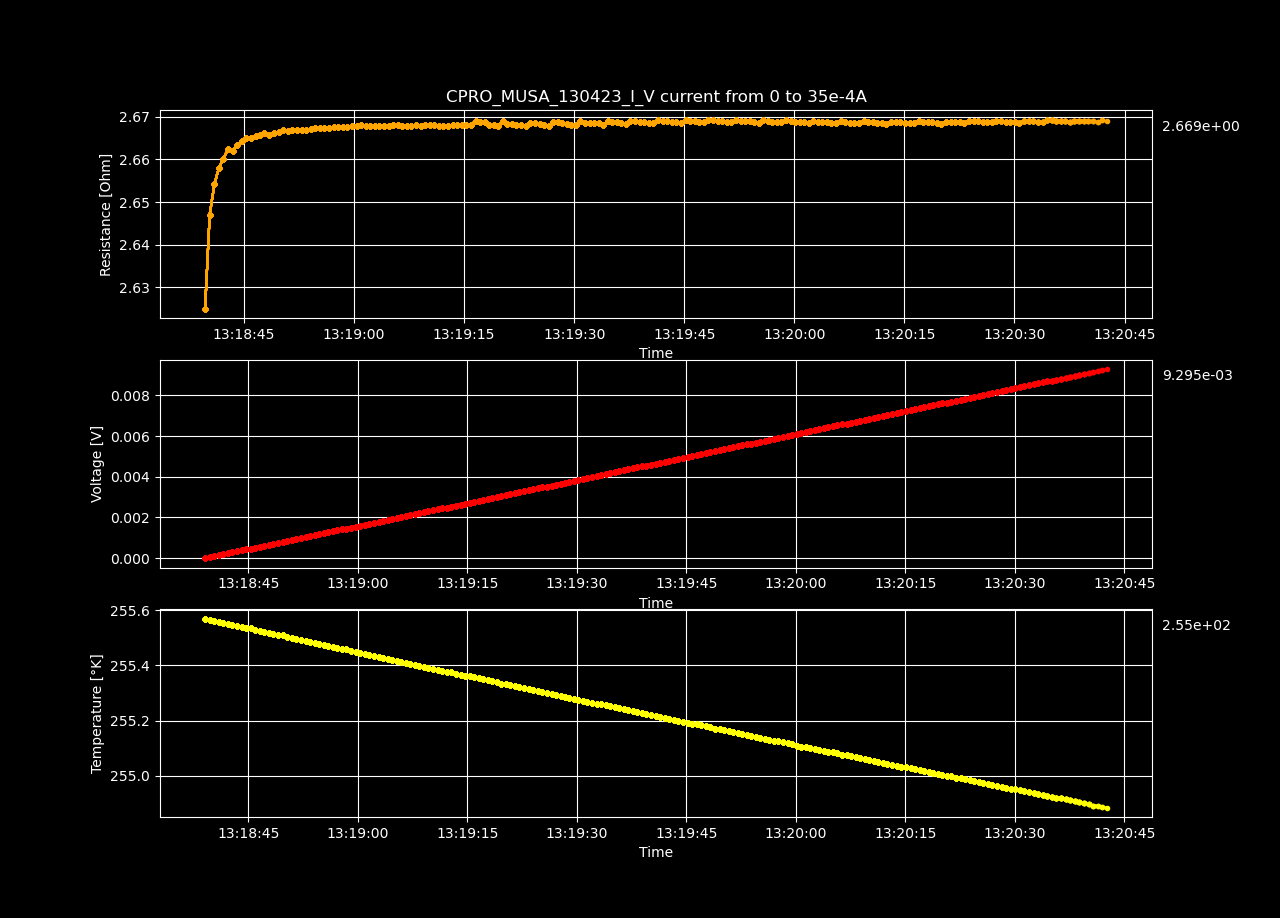 CPRO_MUSA_130423_I_V current from 0 to 35e-4A
2.67
2.66
2.65
2.64
2.63
Resistance [Ohm]
2.669e+00
13:18:45 13:19:00 13:19:15 13:19:30 13:19:45 13:20:00 13:20:15 13:20:30 13:20:45
Time
0.008
0.006
0.004
0.002
0.000
Voltage [V]
9.295e-03
13:18:45 13:19:00 13:19:15 13:19:30 13:19:45 13:20:00 13:20:15 13:20:30 13:20:45
Time
255.6
255.4
255.2
255.0
Temperature [°K]
2.55e+02
13:18:45 13:19:00 13:19:15 13:19:30 13:19:45 13:20:00 13:20:15 13:20:30 13:20:45
Time